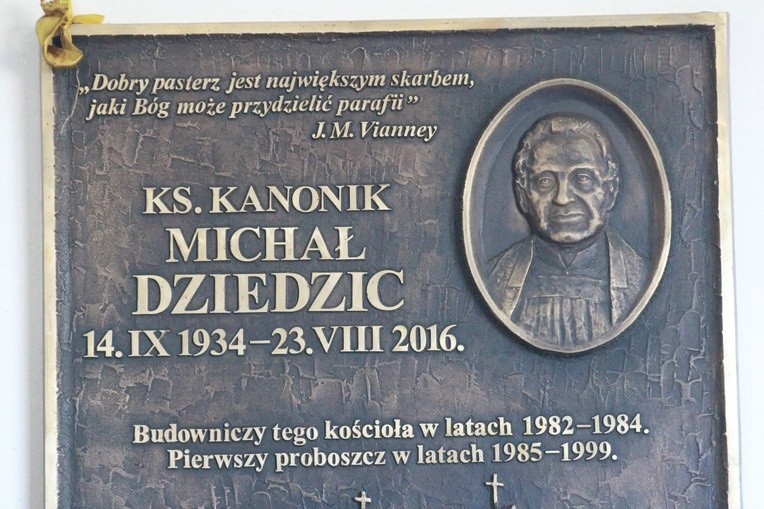 „Dobry pasterz jest największym skarbem,
jaki Bóg może przydzielić parafii”
J. M. Vianney
KS. KANONIK
MICHAŁ
DZIEDZIC
14. IX 1934–23. VIII 2016.
Budowniczy tego kościoła w latach 1982–1984.
Pierwszy proboszcz w latach 1985–1999.